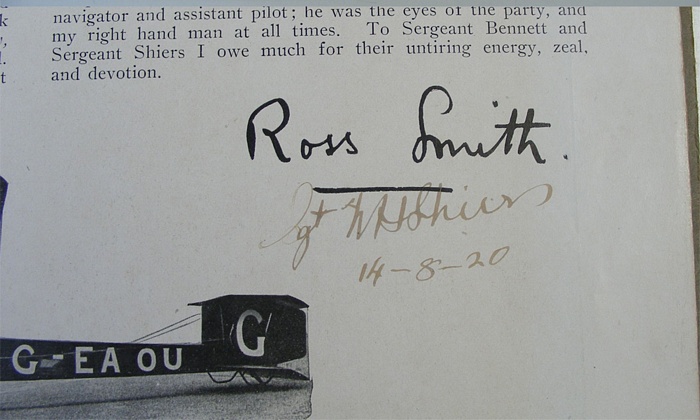 navigator and assistant pilot; he was the eyes of the party, and
my right hand man at all times. To Sergeant Bennett and
Sergeant Shiers I owe much for their untiring energy, zeal,
and devotion.
Ross Smith.
Sgt W H Shiers
14-8-20
G
G-EAOU